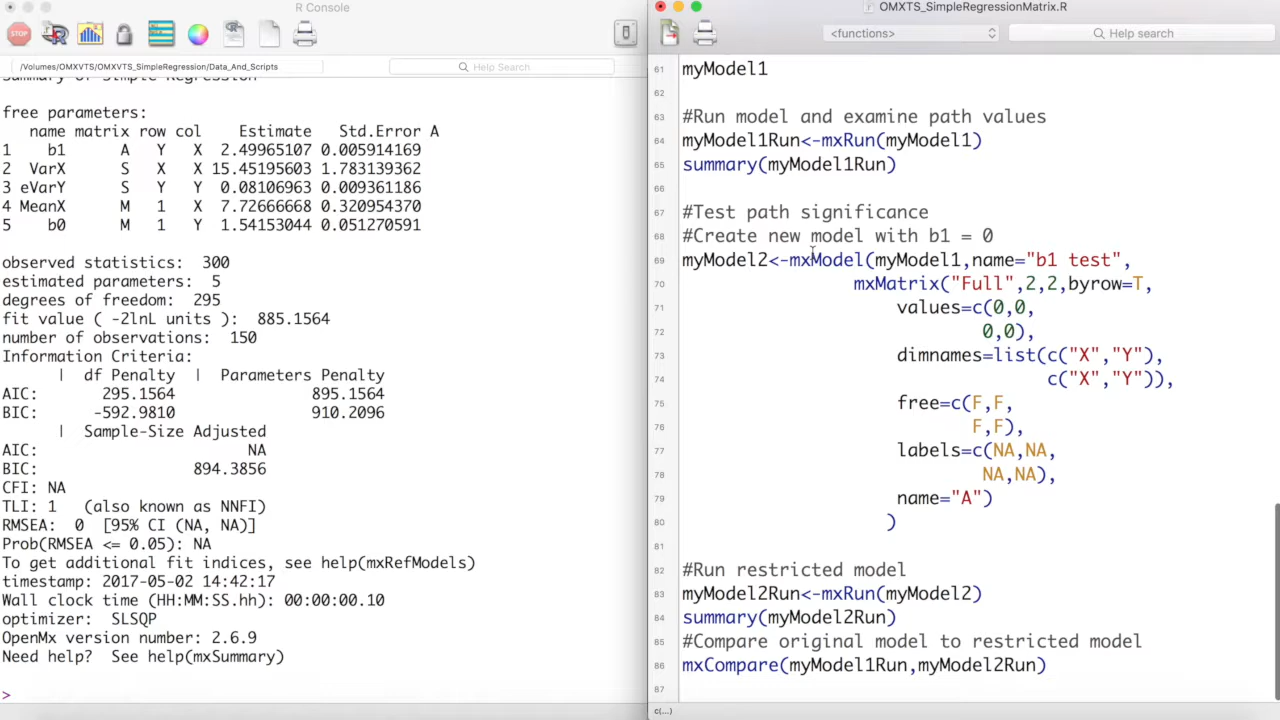 R Console
STOP
/Volumes/OMXVTS/OMXVTS_SimpleRegression/Data_And_Scripts
Help Search
Summary of Simple Regression
free parameters:
name matrix row col Estimate Std.Error A
1 b1 A Y X 2.49965107 0.005914169
2 VarX S X X 15.45195603 1.783139362
3 eVarY S Y Y 0.08106963 0.009361186
4 MeanX M 1 X 7.72666668 0.320954370
5 b0 M 1 Y 1.54153044 0.051270591
observed statistics: 300
estimated parameters: 5
degrees of freedom: 295
fit value ( -2lnL units ): 885.1564
number of observations: 150
Information Criteria:
| df Penalty | Parameters Penalty
AIC: 295.1564 895.1564
BIC: -592.9810 910.2096
| Sample-Size Adjusted
AIC: NA
BIC: 894.3856
CFI: NA
TLI: 1 (also known as NNFI)
RMSEA: 0 [95% CI (NA, NA)]
Prob(RMSEA <= 0.05): NA
To get additional fit indices, see help(mxRefModels)
timestamp: 2017-05-02 14:42:17
Wall clock time (HH:MM:SS.hh): 00:00:00.10
optimizer: SLSQP
OpenMx version number: 2.6.9
Need help? See help(mxSummary)
>
OMXTS_SimpleRegressionMatrix.R
<functions>
Help search
61 myModel1
62
63 #Run model and examine path values
64 myModel1Run<-mxRun(myModel1)
65 summary(myModel1Run)
66
67 #Test path significance
68 #Create new model with b1 = 0
69 myModel2<-mxModel(myModel1,name="b1 test",
70 mxMatrix("Full",2,2,byrow=T,
71 values=c(0,0,
72 0,0),
73 dimnames=list(c("X","Y"),
74 c("X","Y")),
75 free=c(F,F,
76 F,F),
77 labels=c(NA,NA,
78 NA,NA),
79 name="A")
80 )
81
82 #Run restricted model
83 myModel2Run<-mxRun(myModel2)
84 summary(myModel2Run)
85 #Compare original model to restricted model
86 mxCompare(myModel1Run,myModel2Run)
87
c(...)